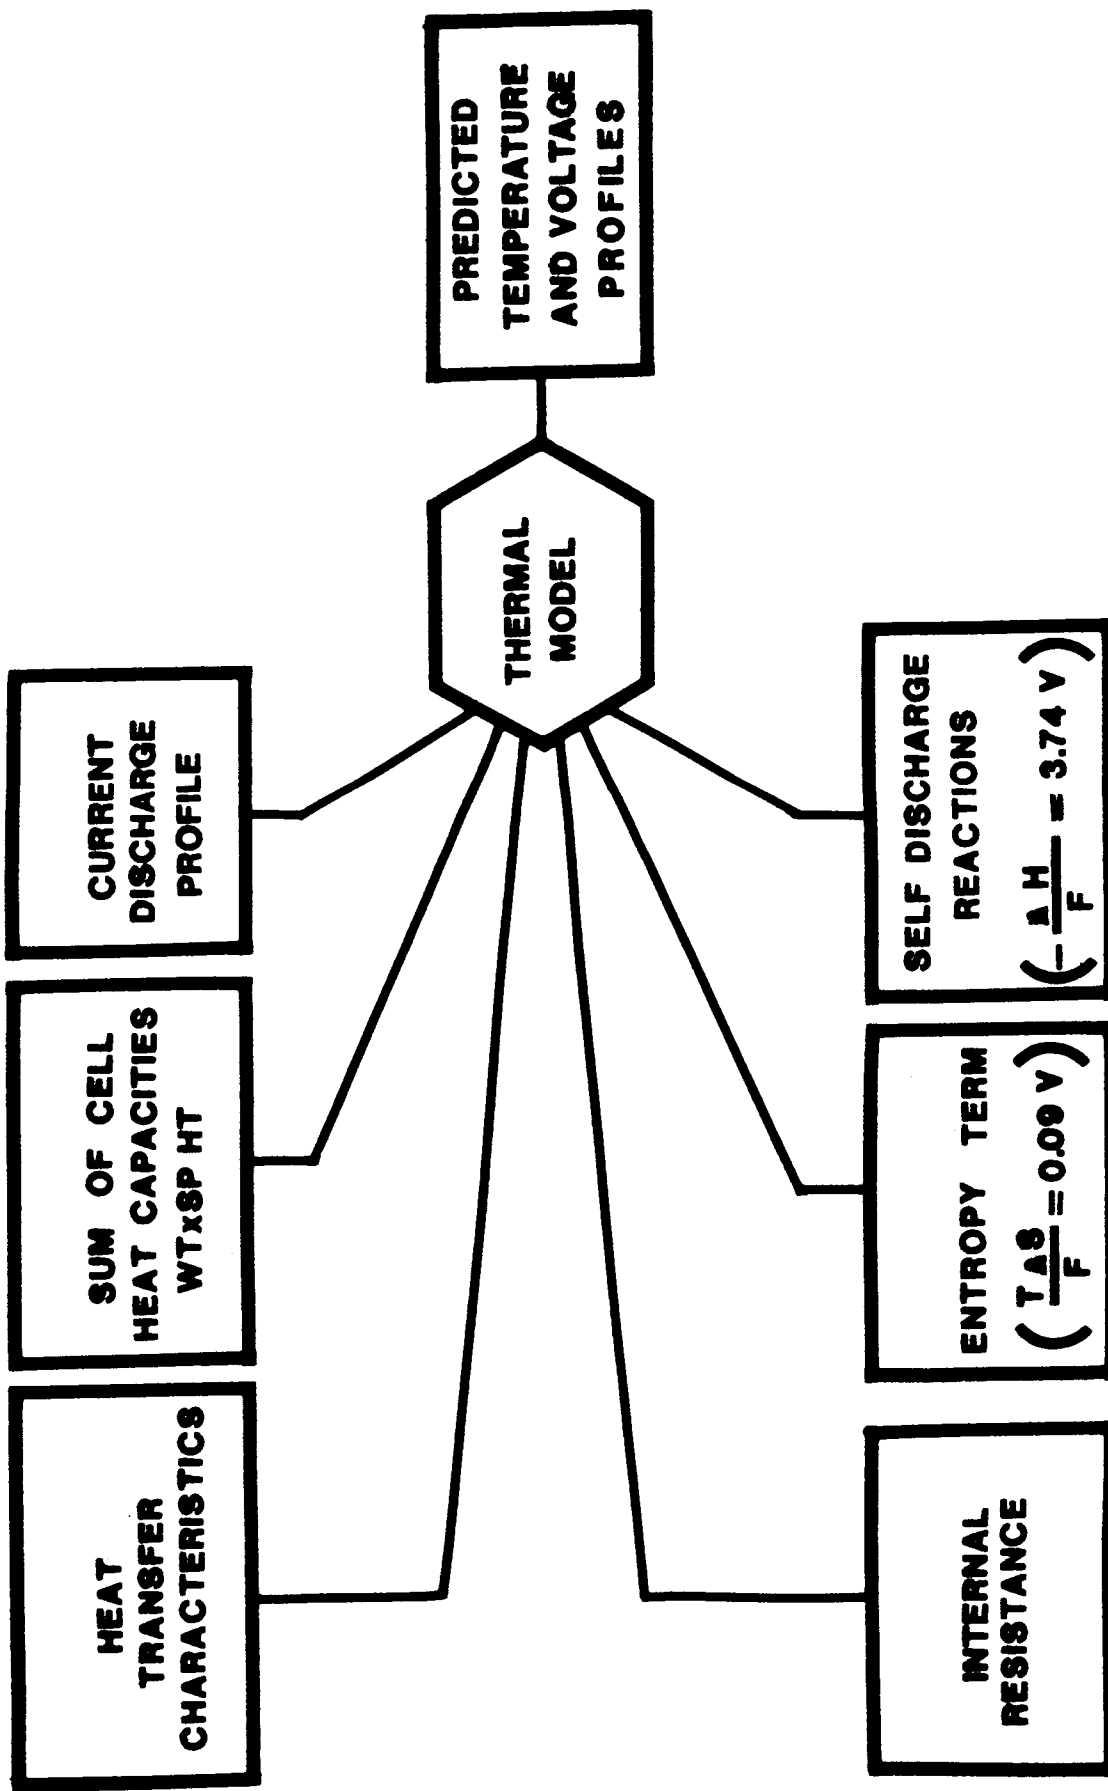 HEAT
TRANSFER
CHARACTERISTICS
SUM OF CELL
HEAT CAPACITIES
WTxSP HT
CURRENT
DISCHARGE
PROFILE
THERMAL
MODEL
PREDICTED
TEMPERATURE
AND VOLTAGE
PROFILES
INTERNAL
RESISTANCE
ENTROPY TERM
(TΔS/F = 0.09 V)
SELF DISCHARGE
REACTIONS
(-ΔH/F = 3.74 V)